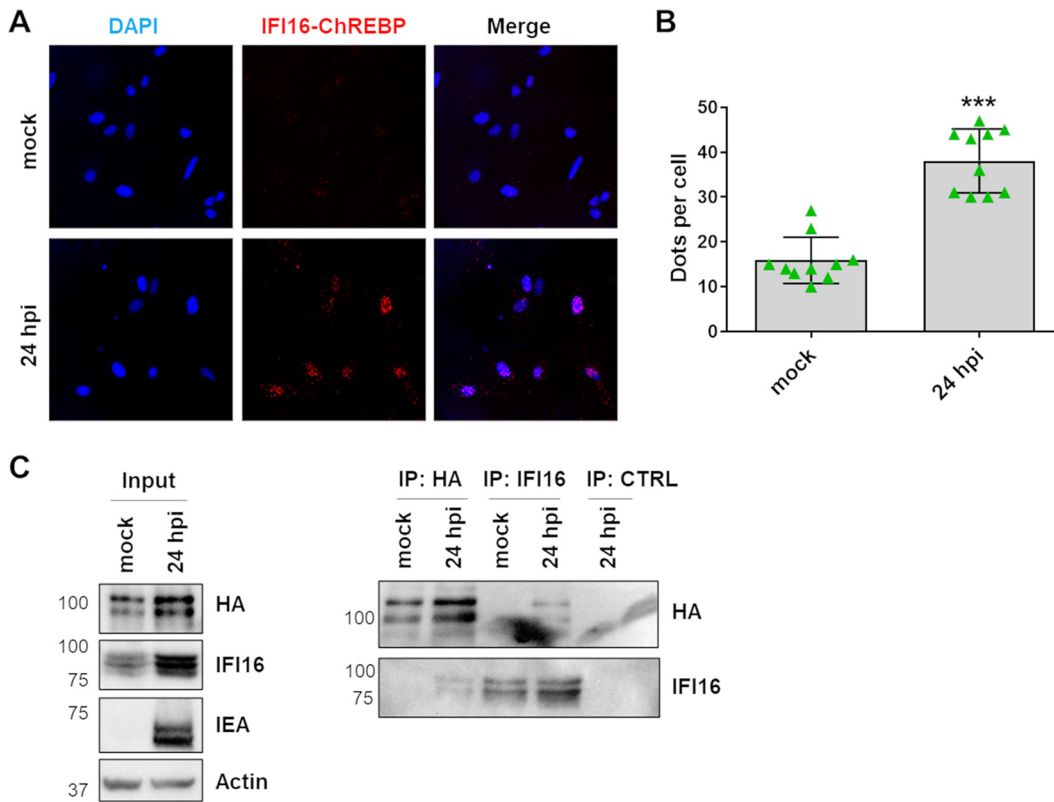 A
DAPI
IFI16-ChREBP
Merge
mock
24 hpi
B
***
Dots per cell
50
40
30
20
10
0
mock
24 hpi
C
Input
mock
24 hpi
100
HA
100
75
IFI16
75
IEA
37
Actin
IP: HA
IP: IFI16
IP: CTRL
mock
24 hpi
mock
24 hpi
24 hpi
100
HA
100
75
IFI16